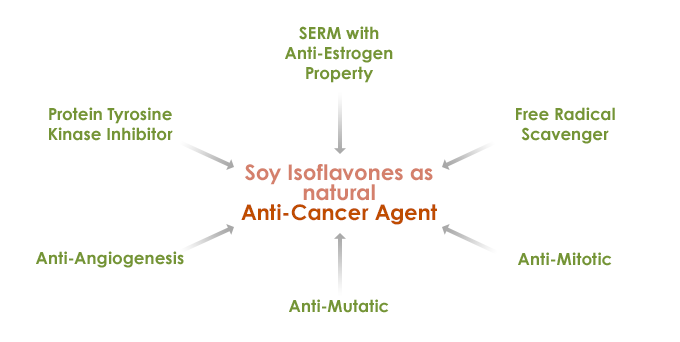 SERM with
Anti-Estrogen
Property
Protein Tyrosine
Kinase Inhibitor
Free Radical
Scavenger
Soy Isoflavones as
natural
Anti-Cancer Agent
Anti-Angiogenesis
Anti-Mitotic
Anti-Mutatic